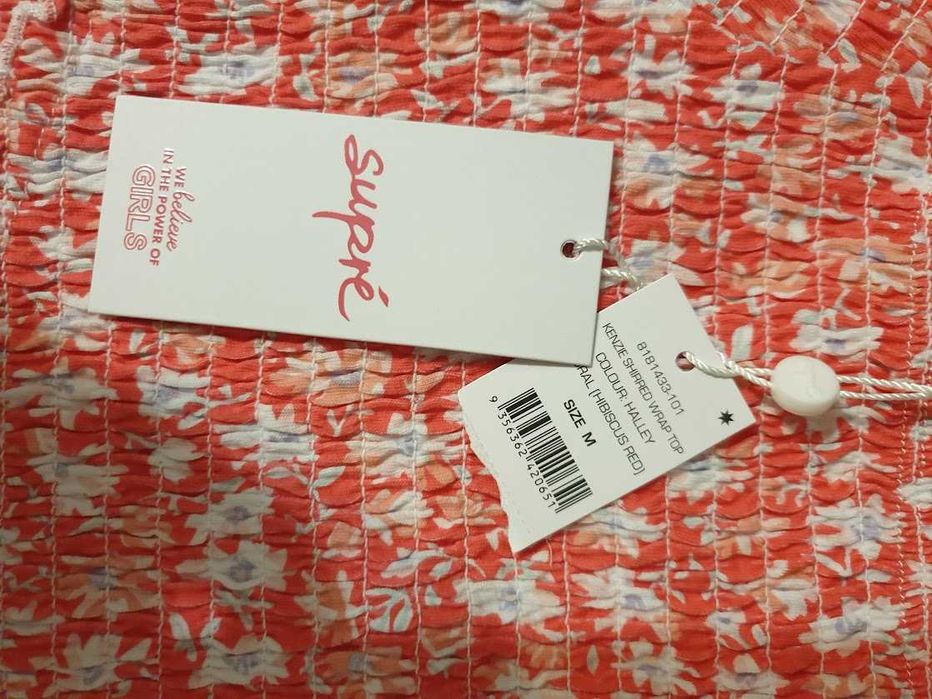 supré
WE believe
IN THE POWER OF
GIRLS
8181433-101
KENZIE SHIRRED WRAP TOP
COLOUR: HALLEY
RAL (HIBISCUS RED)
SIZE M
9 356362 420651